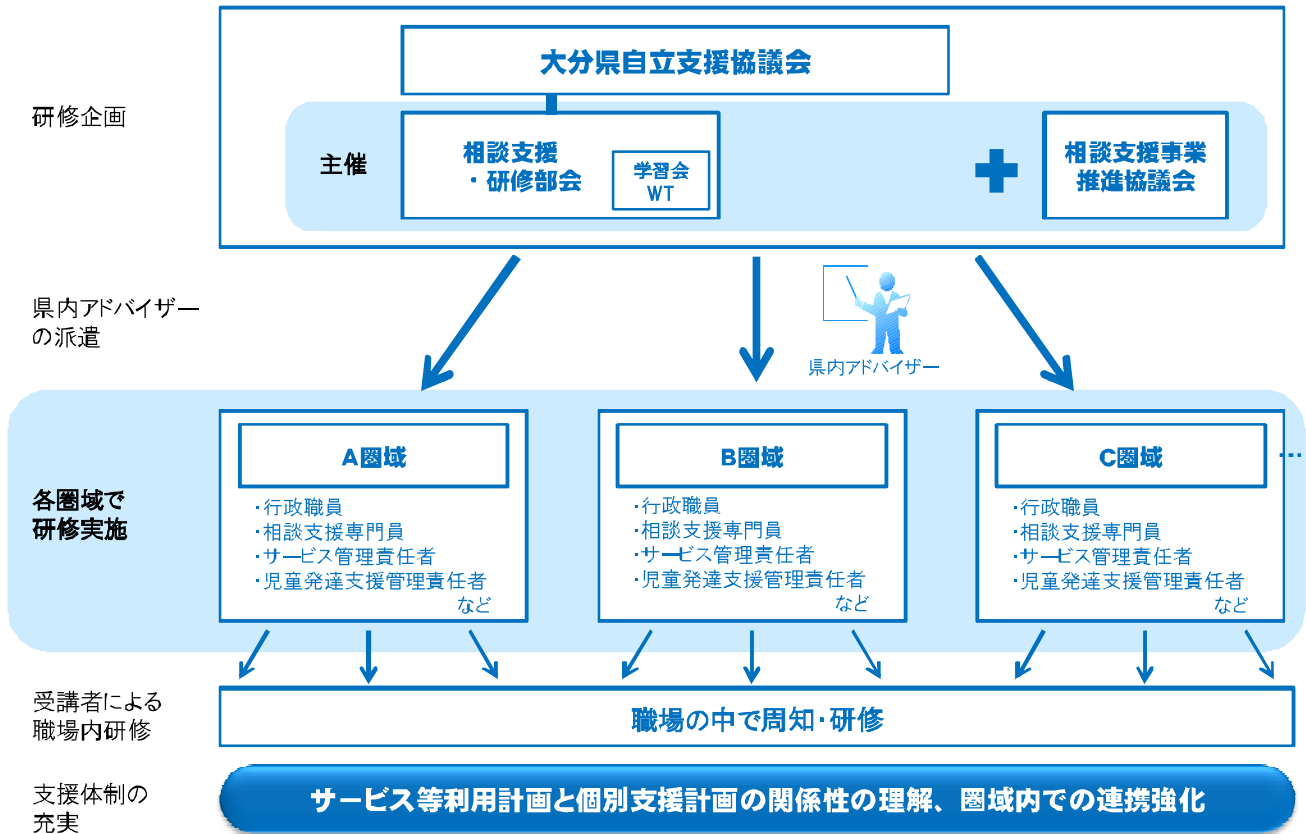 研修企画
大分県自立支援協議会
主催
相談支援
・研修部会
学習会
WT
相談支援事業
推進協議会
県内アドバイザー
の派遣
県内アドバイザー
各圏域で
研修実施
A圏域
・行政職員
・相談支援専門員
・サービス管理責任者
・児童発達支援管理責任者
など
B圏域
・行政職員
・相談支援専門員
・サービス管理責任者
・児童発達支援管理責任者
など
C圏域
・行政職員
・相談支援専門員
・サービス管理責任者
・児童発達支援管理責任者
など
…
受講者による
職場内研修
職場の中で周知・研修
支援体制の
充実
サービス等利用計画と個別支援計画の関係性の理解、圏域内での連携強化